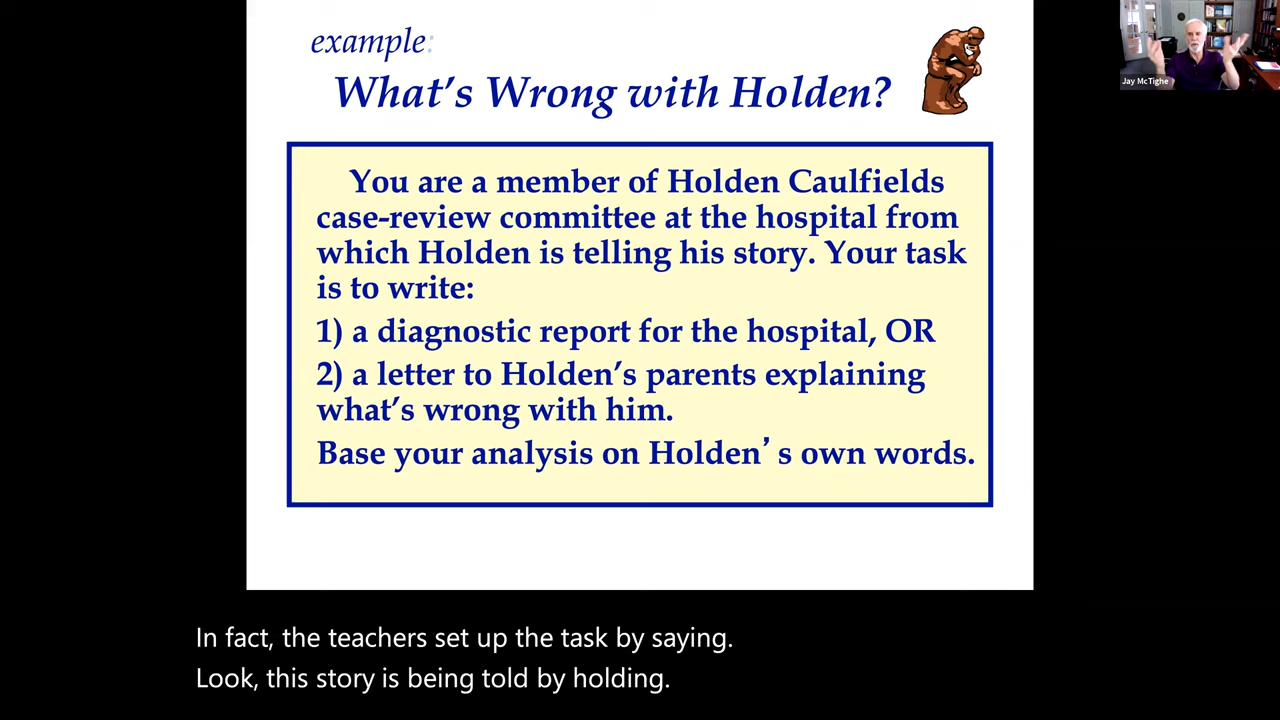 example:
What's Wrong with Holden?
Jay McTighe
You are a member of Holden Caulfields
case-review committee at the hospital from
which Holden is telling his story. Your task
is to write:
1) a diagnostic report for the hospital, OR
2) a letter to Holden's parents explaining
what's wrong with him.
Base your analysis on Holden's own words.
In fact, the teachers set up the task by saying.
Look, this story is being told by holding.